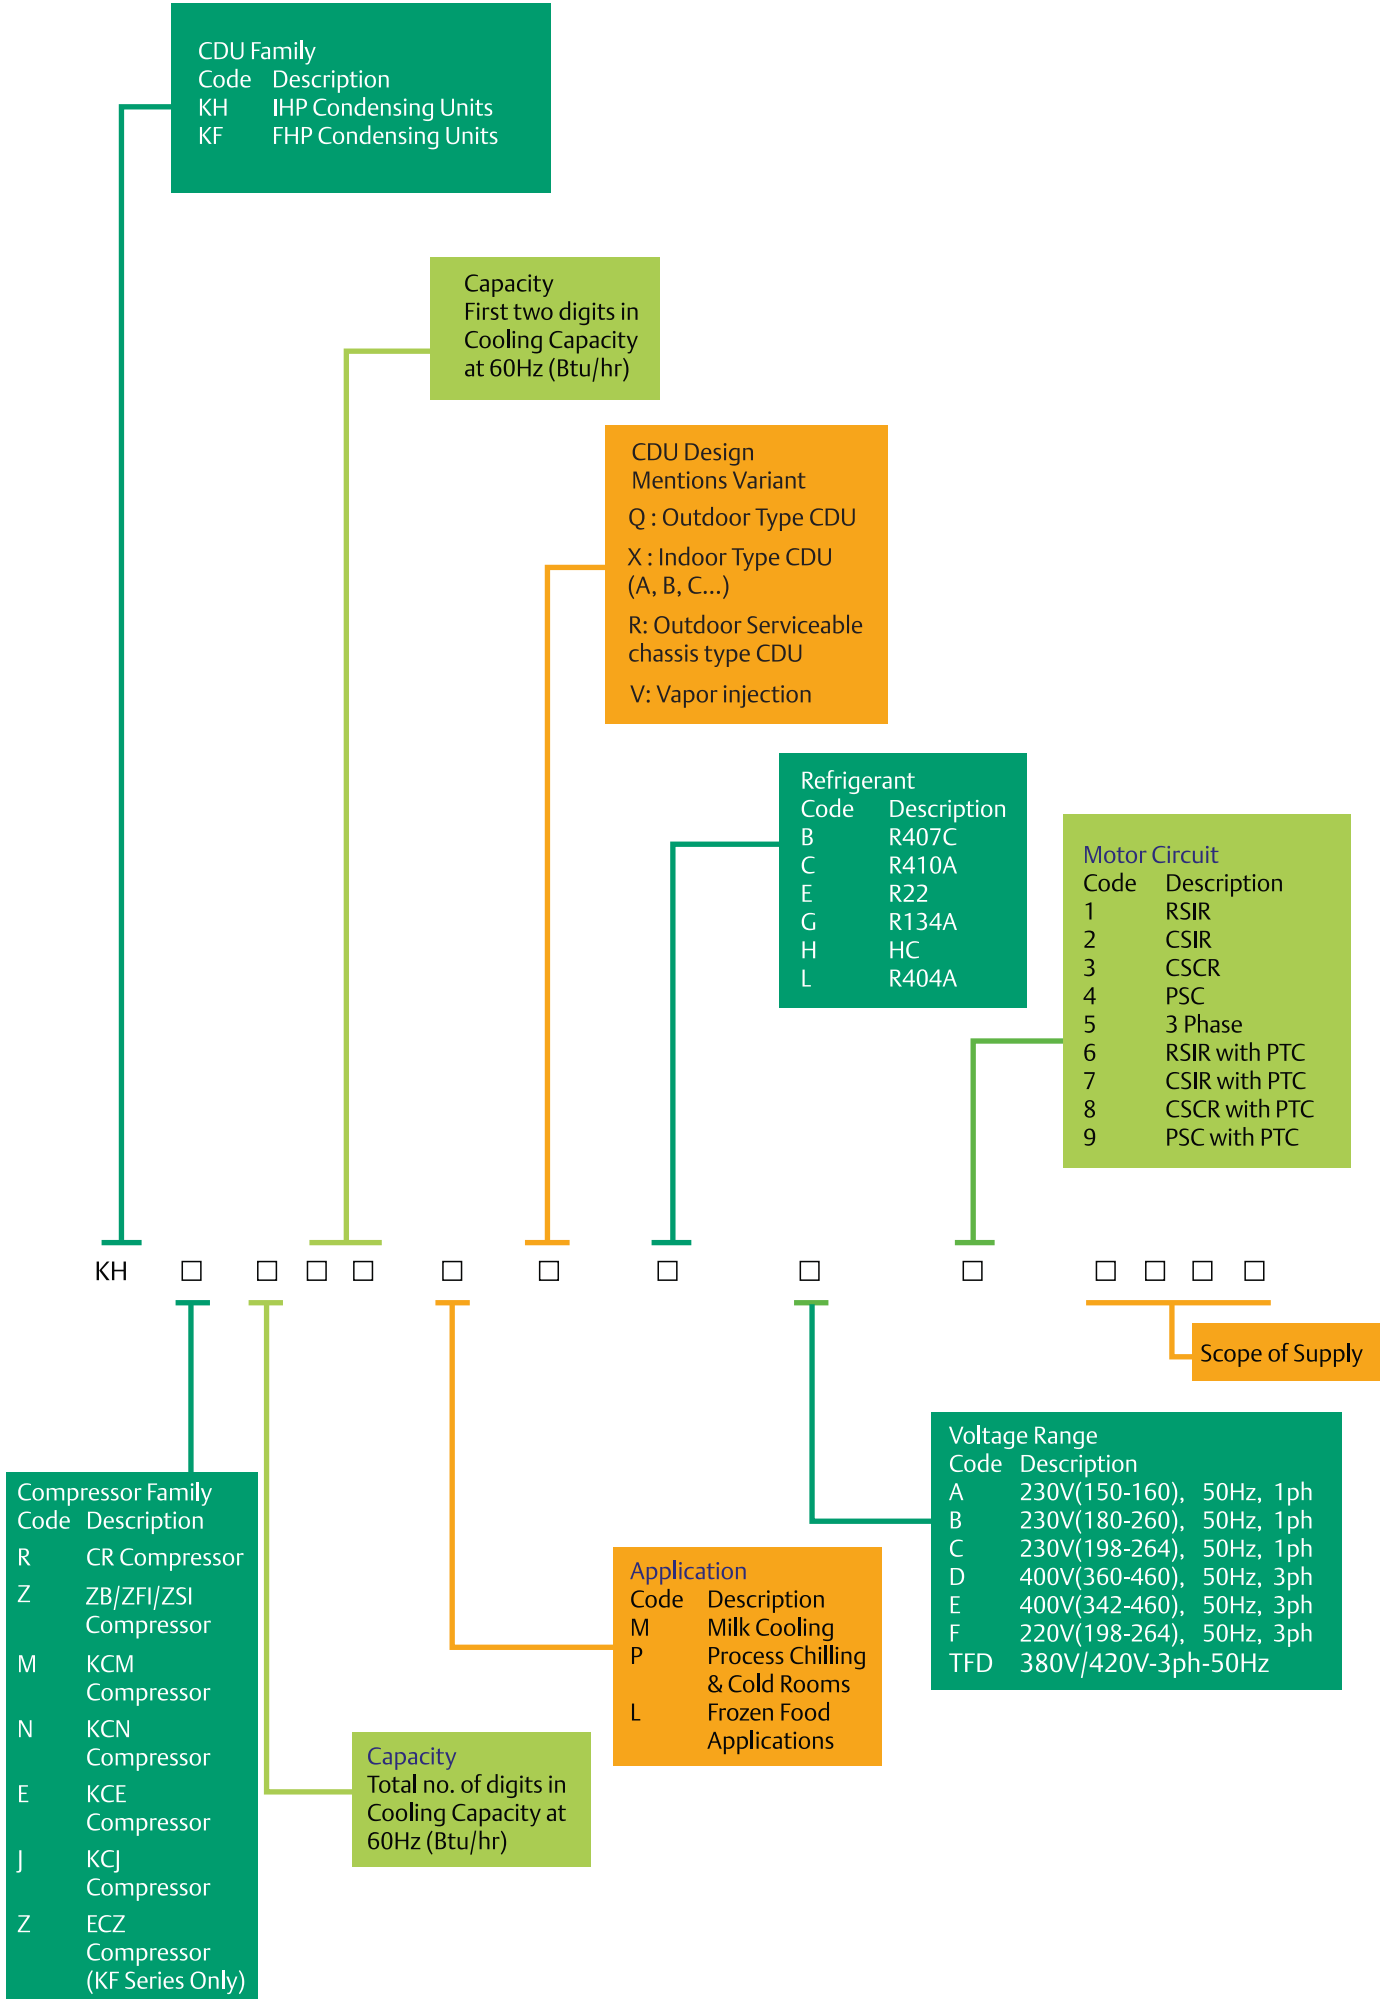 CDU Family
Code Description
KH IHP Condensing Units
KF FHP Condensing Units
Capacity
First two digits in
Cooling Capacity
at 60Hz (Btu/hr)
CDU Design
Mentions Variant
Q : Outdoor Type CDU
X : Indoor Type CDU
(A, B, C...)
R: Outdoor Serviceable
chassis type CDU
V: Vapor injection
Refrigerant
Code Description
B R407C
C R410A
E R22
G R134A
H HC
L R404A
Motor Circuit
Code Description
1 RSIR
2 CSIR
3 CSCR
4 PSC
5 3 Phase
6 RSIR with PTC
7 CSIR with PTC
8 CSCR with PTC
9 PSC with PTC
KH □ □ □ □ □ □ □ □ □ □ □ □ □
Scope of Supply
Voltage Range
Code Description
A 230V(150-160), 50Hz, 1ph
B 230V(180-260), 50Hz, 1ph
C 230V(198-264), 50Hz, 1ph
D 400V(360-460), 50Hz, 3ph
E 400V(342-460), 50Hz, 3ph
F 220V(198-264), 50Hz, 3ph
TFD 380V/420V-3ph-50Hz
Compressor Family
Code Description
R CR Compressor
Z ZB/ZFI/ZSI
Compressor
M KCM
Compressor
N KCN
Compressor
E KCE
Compressor
J KCJ
Compressor
Z ECZ
Compressor
(KF Series Only)
Application
Code Description
M Milk Cooling
P Process Chilling
& Cold Rooms
L Frozen Food
Applications
Capacity
Total no. of digits in
Cooling Capacity at
60Hz (Btu/hr)